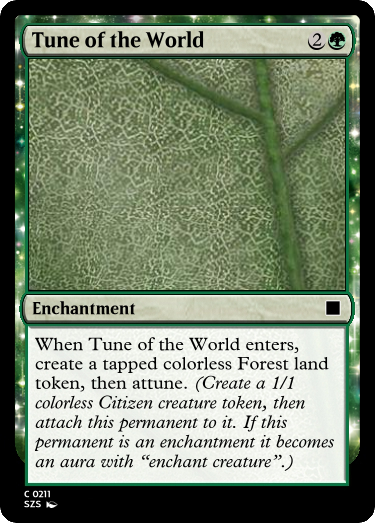 Tune of the World 2
Enchantment
When Tune of the World enters,
create a tapped colorless Forest land
token, then attune. (Create a 1/1
colorless Citizen creature token, then
attach this permanent to it. If this
permanent is an enchantment it becomes
an aura with “enchant creature”.)
C 0211
SZS